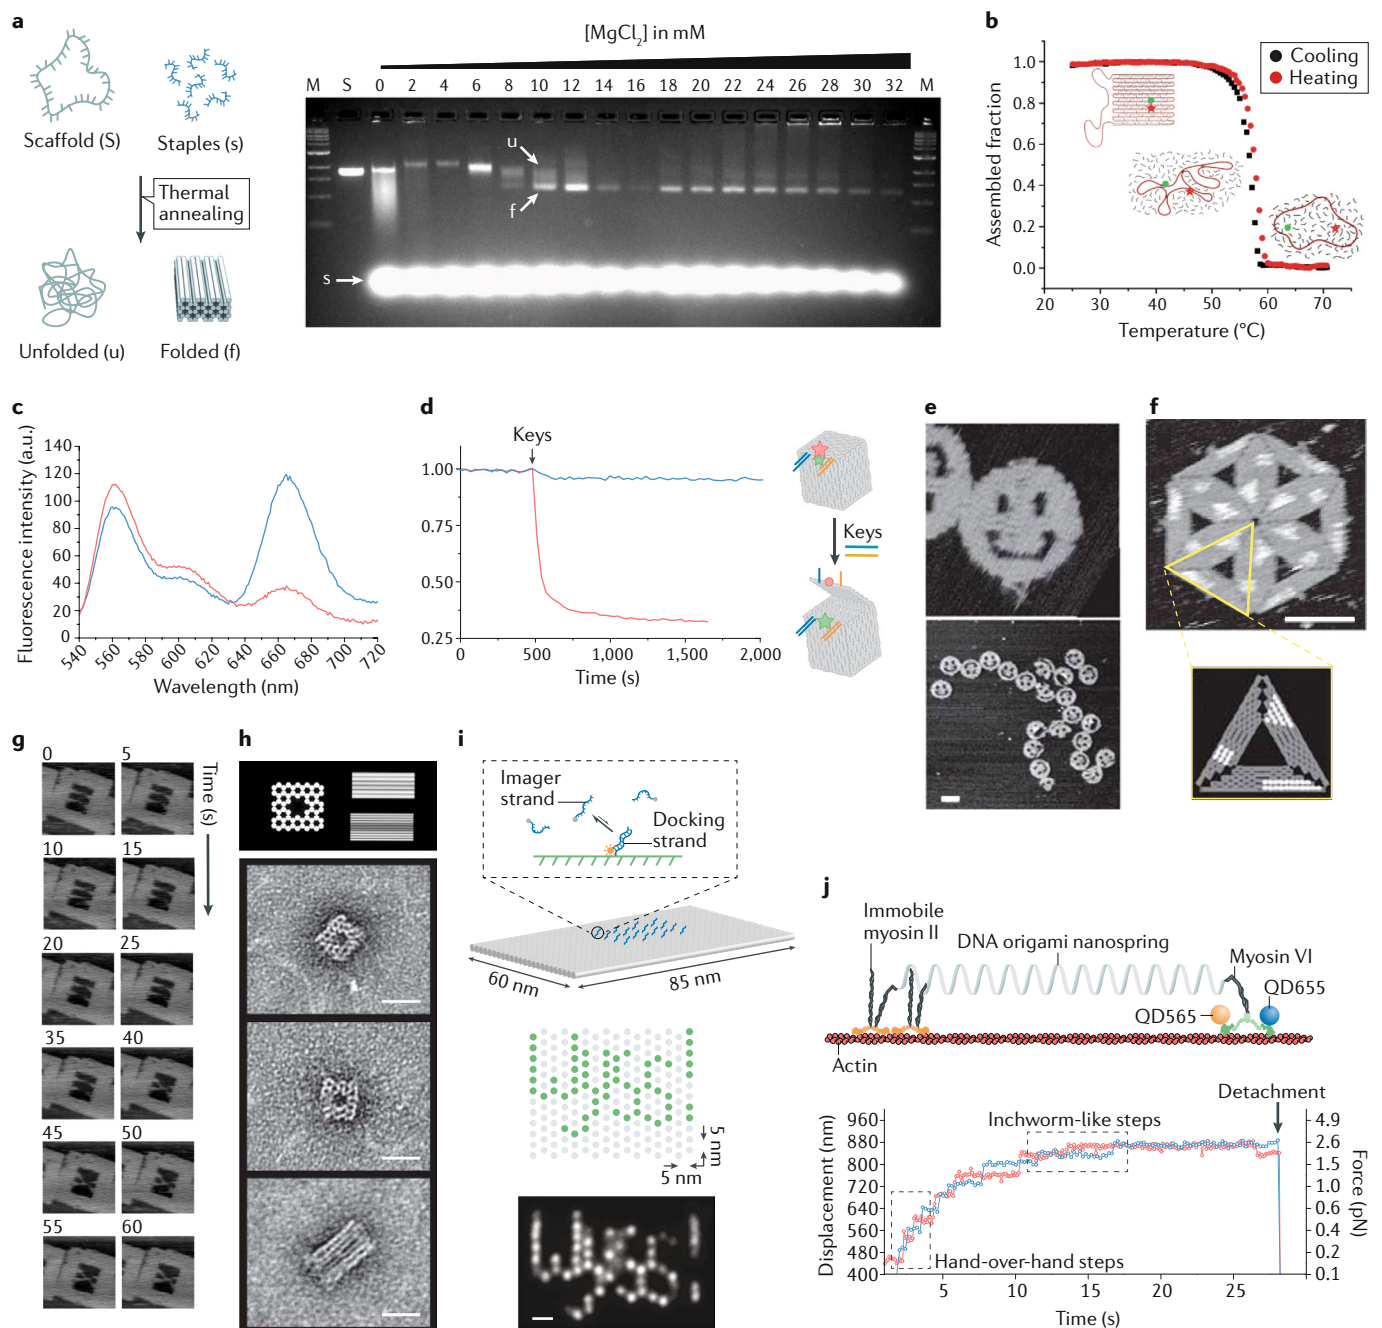 a
Scaffold (S)
Staples (s)
Thermal
annealing
Unfolded (u)
Folded (f)
[MgCl₂] in mM
M S 0 2 4 6 8 10 12 14 16 18 20 22 24 26 28 30 32 M
u
f
s
b
Cooling
Heating
Assembled fraction
1.0
0.8
0.6
0.4
0.2
0.0
20 30 40 50 60 70
Temperature (°C)
c
Fluorescence intensity (a.u.)
140
120
100
80
60
40
20
0
540 560 580 600 620 640 660 680 700 720
Wavelength (nm)
d
Keys
1.00
0.75
0.50
0.25
0 500 1,000 1,500 2,000
Time (s)
Keys
e
f
g
0 5
10 15
20 25
35 40
45 50
55 60
Time (s)
h
i
Imager
strand
Docking
strand
60 nm
85 nm
5 nm
5 nm
j
Immobile
myosin II
DNA origami nanospring
Myosin VI
QD655
QD565
Actin
Detachment
Inchworm-like steps
Hand-over-hand steps
Displacement (nm)
960
880
800
720
640
560
480
400
4.9
2.6
1.5
1.0
0.6
0.4
0.2
0.1
Force (pN)
5 10 15 20 25
Time (s)